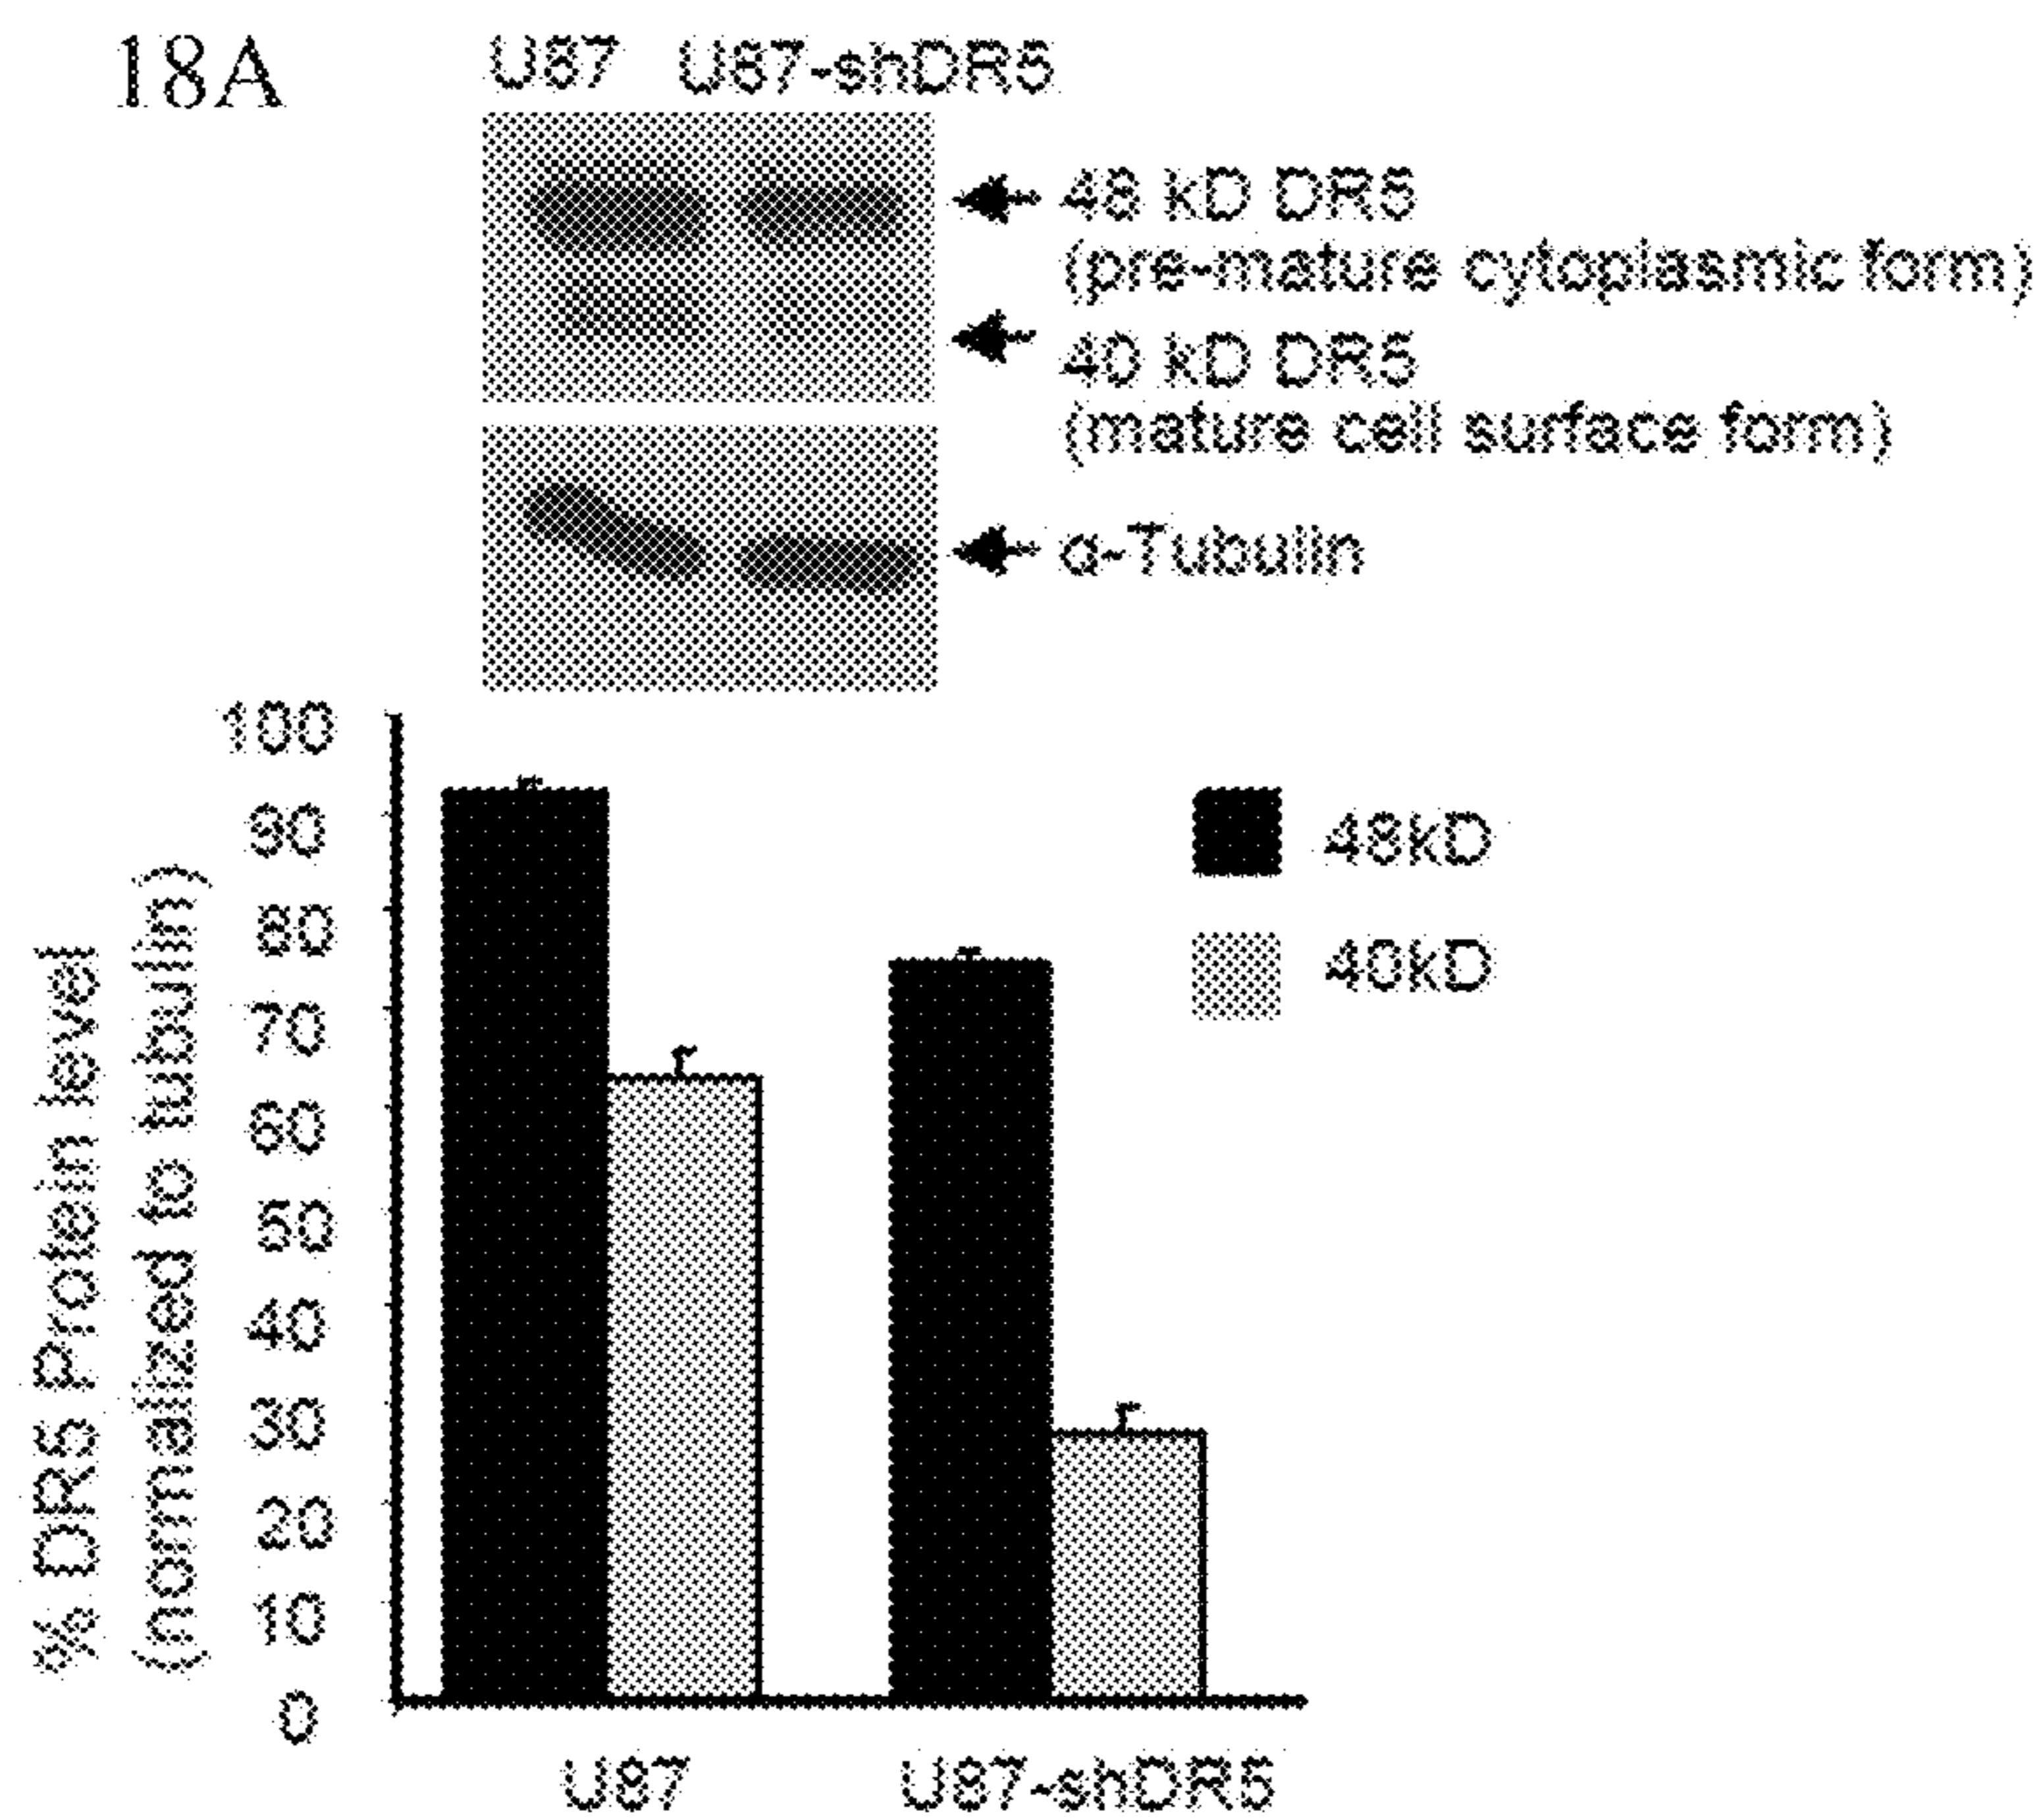 18A
U87 U87-shDR5
48 kD DR5
(pre-mature cytoplasmic form)
40 kD DR5
(mature cell surface form)
α-Tubulin
% DR5 Protein level
(normalized to tubulin)
100
90
80
70
60
50
40
30
20
10
0
48kD
40kD
U87 U87-shDR5